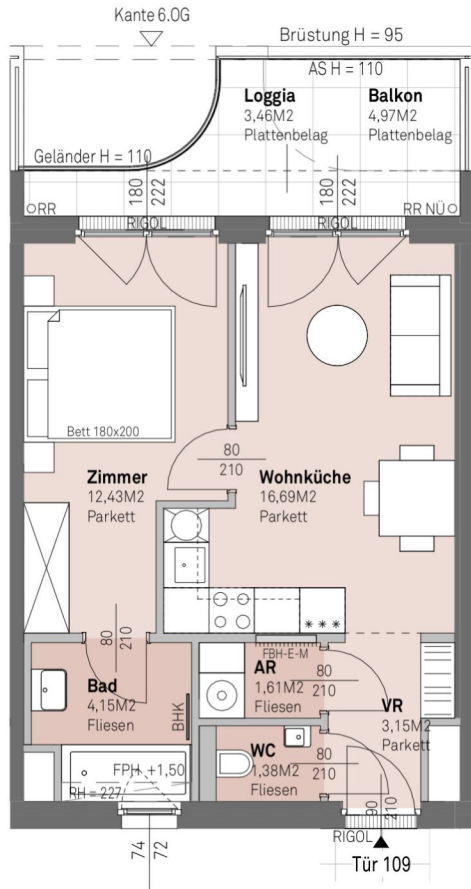 Kante 6.OG
Brüstung H = 95
AS H = 110
Loggia
3,46M2
Plattenbelag
Balkon
4,97M2
Plattenbelag
Geländer H = 110
180
222
180
222
RR
RIGOL
RIGOL
RR NÜ
Bett 180x200
80
210
Zimmer
12,43M2
Parkett
Wohnküche
16,69M2
Parkett
80
210
FBH-E-M
Bad
4,15M2
Fliesen
BHK
AR
1,61M2
Fliesen
80
210
VR
3,15M2
Parkett
WC
1,38M2
Fliesen
80
210
FPH +1,50
RH = 227
90
210
74
72
RIGOL
Tür 109